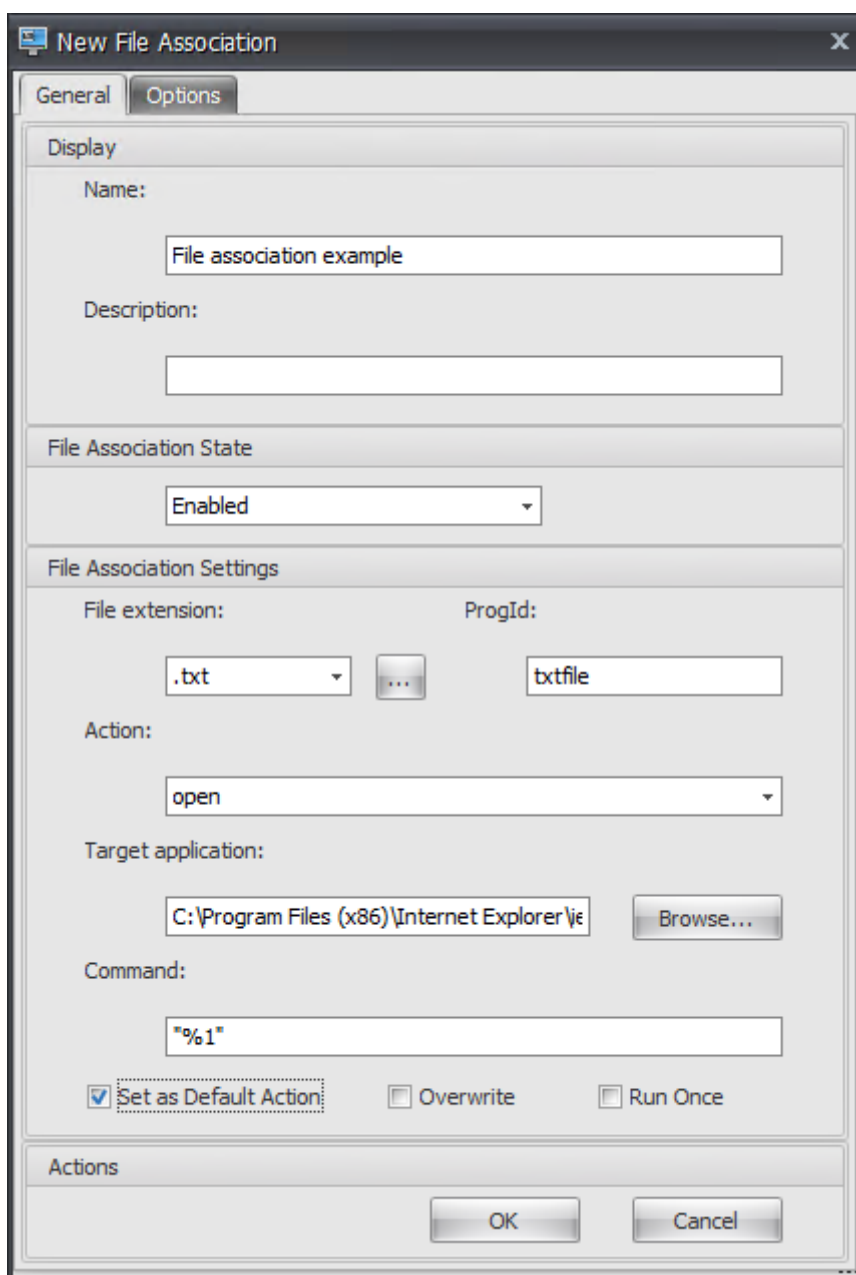 New File Association
General Options
Display
Name:
File association example
Description:
File Association State
Enabled
File Association Settings
File extension: ProgId:
.txt ... txtfile
Action:
open
Target application:
C:\Program Files (x86)\Internet Explorer\ie Browse...
Command:
"%1"
Set as Default Action Overwrite Run Once
Actions
OK Cancel